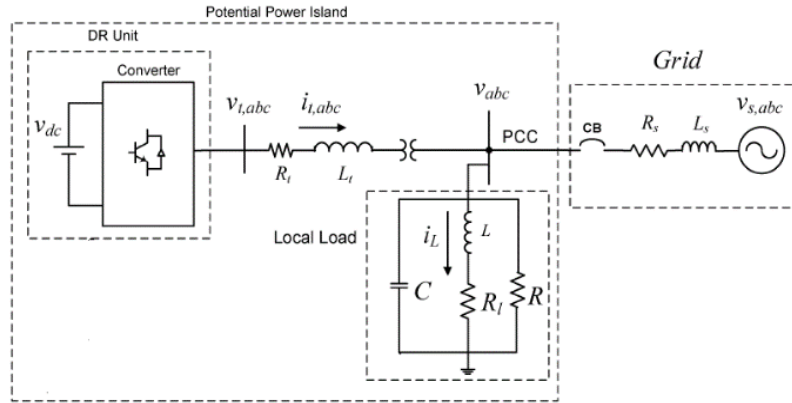 Potential Power Island
DR Unit
Converter
v_dc
v_t,abc
i_t,abc
R_t
L_t
v_abc
PCC
Grid
CB
R_s
L_s
v_s,abc
Local Load
i_L
L
C
R_l
R